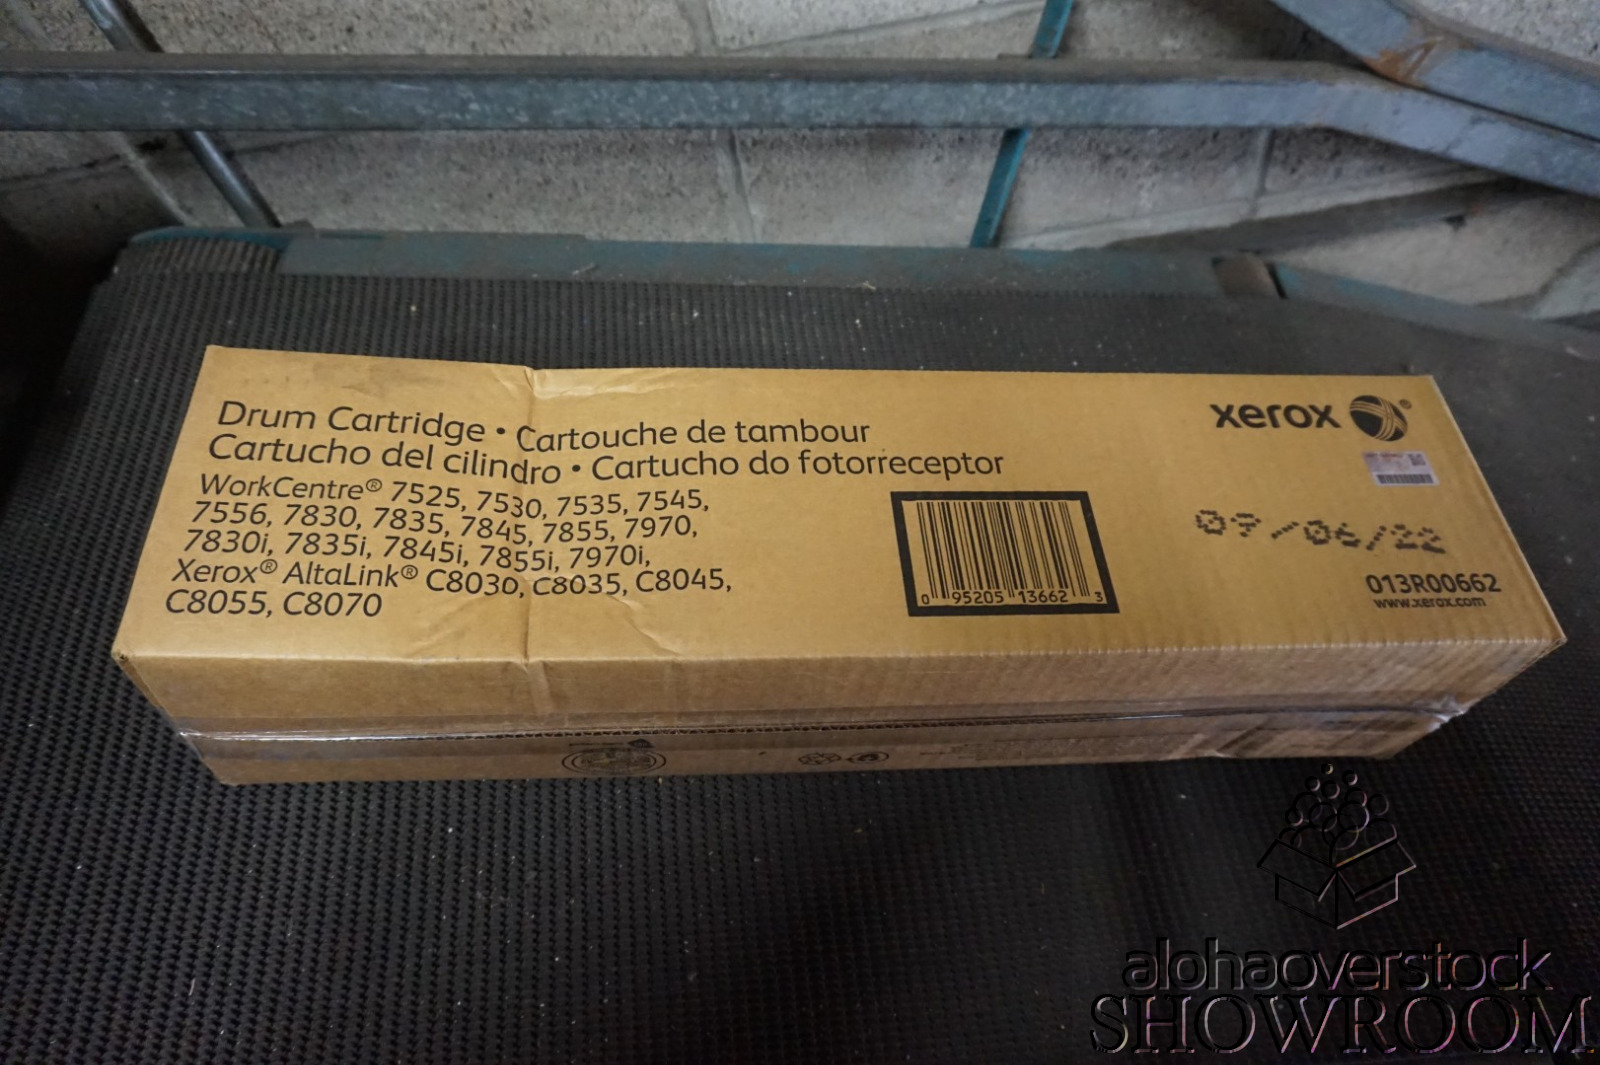 Drum Cartridge • Cartouche de tambour
Cartucho del cilindro • Cartucho do fotorreceptor
WorkCentre® 7525, 7530, 7535, 7545,
7556, 7830, 7835, 7845, 7855, 7970,
7830i, 7835i, 7845i, 7855i, 7970i,
Xerox® AltaLink® C8030, C8035, C8045,
C8055, C8070
0 95205 13662 3
xerox ®
09/06/22
013R00662
www.xerox.com
alohaoverstock
SHOWROOM